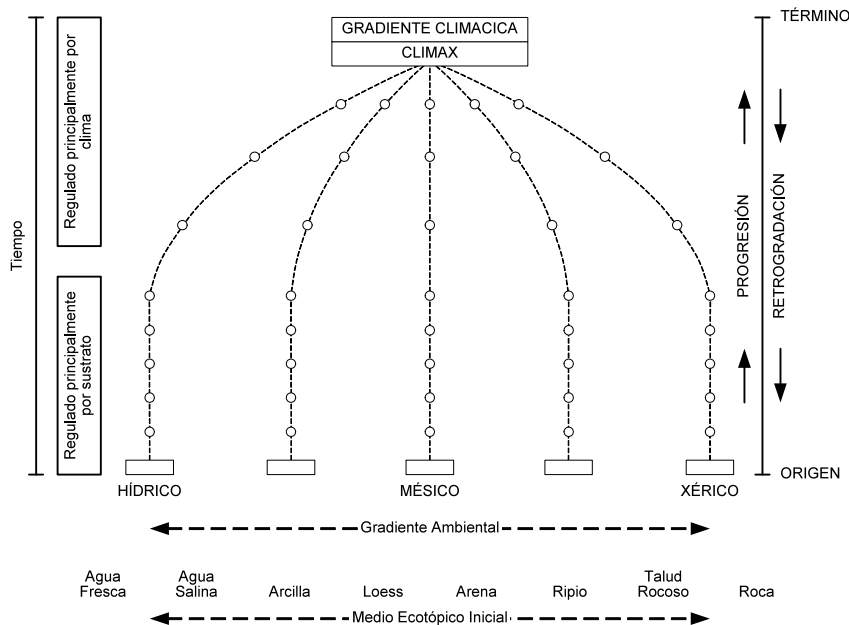 TÉRMINO
GRADIENTE CLIMACICA
CLIMAX
Tiempo
Regulado principalmente por
clima
Regulado principalmente
por sustrato
PROGRESIÓN
RETROGRADACIÓN
ORIGEN
HÍDRICO
MÉSICO
XÉRICO
Gradiente Ambiental
Agua
Fresca
Agua
Salina
Arcilla
Loess
Arena
Ripio
Talud
Rocoso
Roca
Medio Ecotópico Inicial